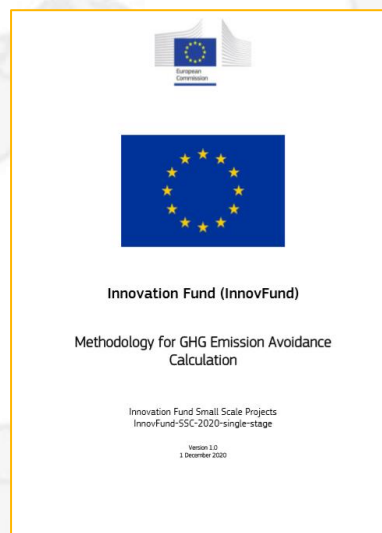 European
Commission
Innovation Fund (InnovFund)
Methodology for GHG Emission Avoidance
Calculation
Innovation Fund Small Scale Projects
InnovFund-SSC-2020-single-stage
Version 1.0
1 December 2020